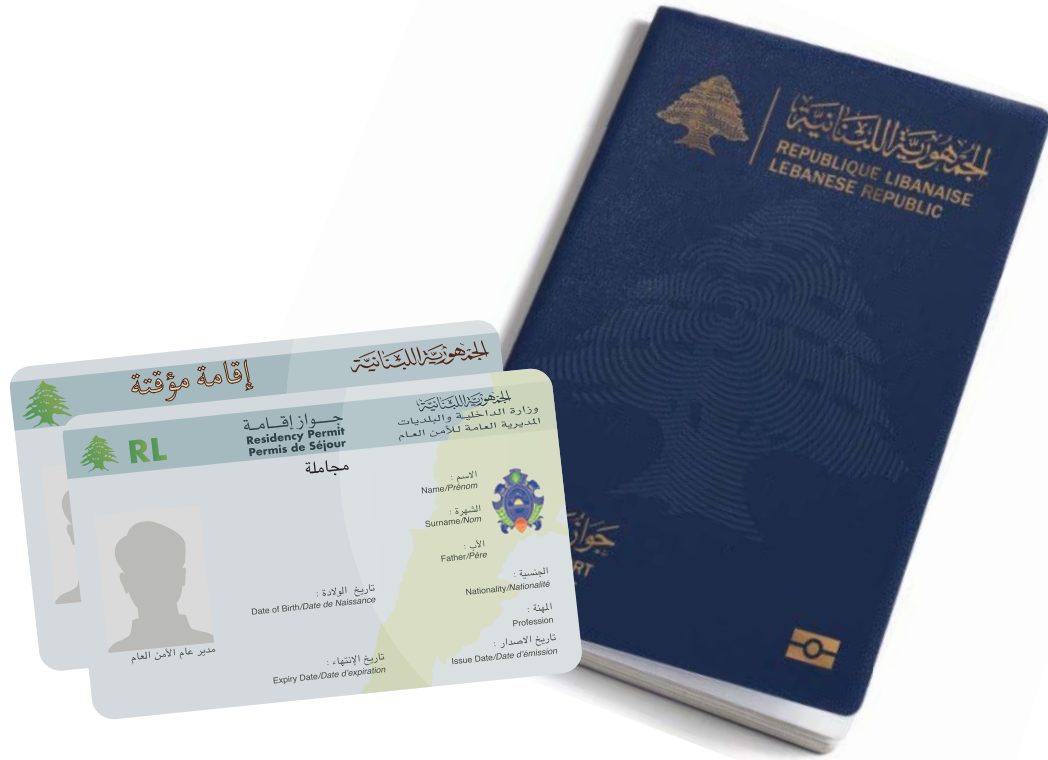 الجمهورية اللبنانية
REPUBLIQUE LIBANAISE
LEBANESE REPUBLIC
جواز
RT
إقامة مؤقتة
الجمهورية اللبنانية
RL
جواز إقامة
Residency Permit
Permis de Séjour
الجمهورية اللبنانية
وزارة الداخلية والبلديات
المديرية العامة للأمن العام
مجاملة
الاسم :
Name/Prénom
الشهرة :
Surname/Nom
الأب :
Father/Pére
الجنسية :
Nationality/Nationalité
تاريخ الولادة :
Date of Birth/Date de Naissance
المهنة :
Profession
تاريخ الاصدار :
Issue Date/Date d'émission
تاريخ الإنتهاء :
Expiry Date/Date d'expiration
مدير عام الأمن العام